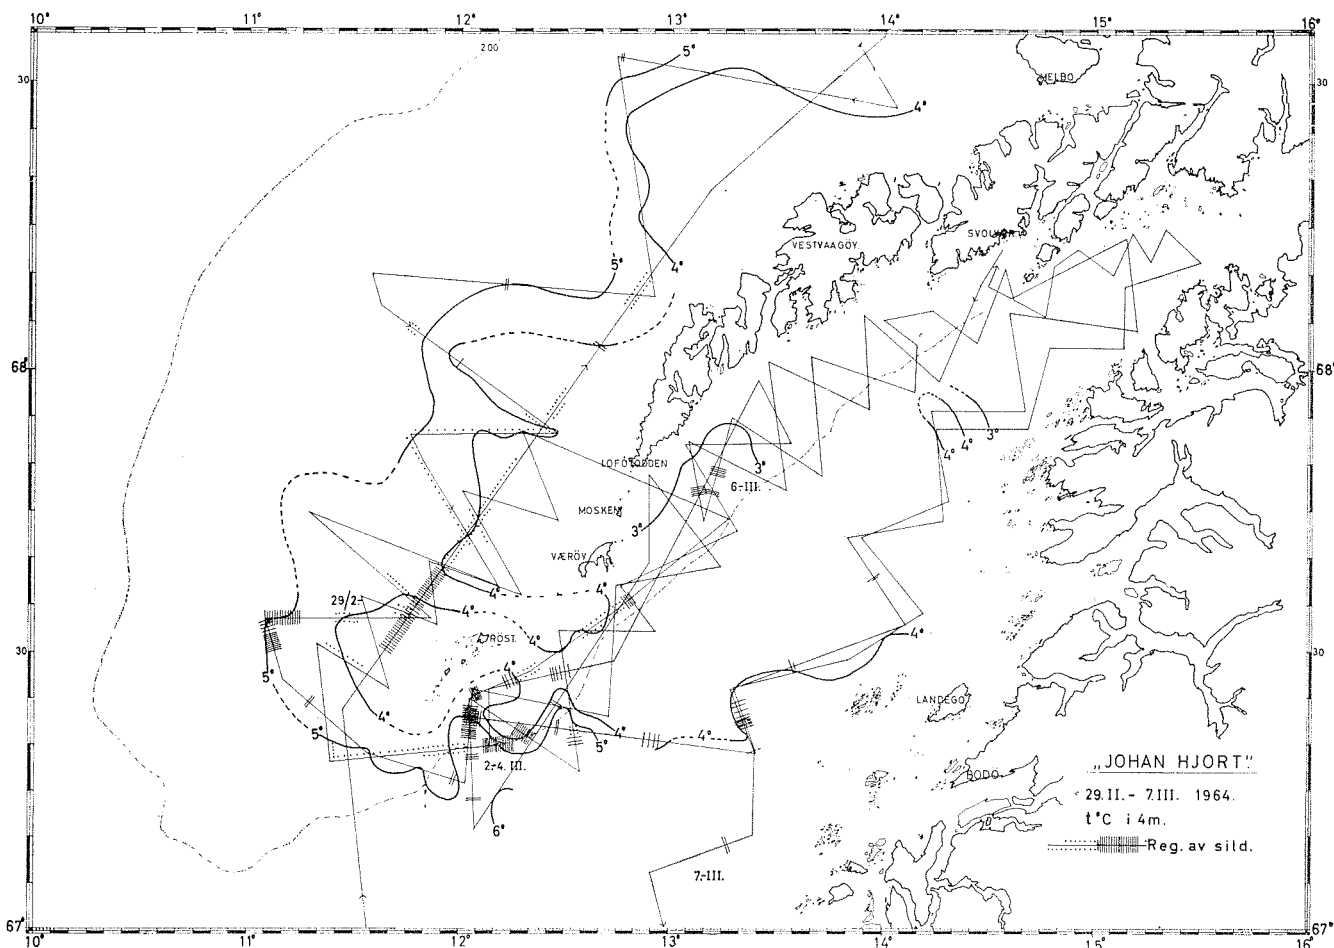 10° 11° 12° 13° 14° 15° 16°
200
5°
30 30
MELBO
4°
SVOLVÆR
VESTVAAGÖY
5° 4°
68° 68°
4° 4° 3°
LOFOTODDEN 3°
6.-III.
MOSKEN
3°
VÆRÖY
4° 4°
29/2.- 4°
RÖST. 4° 4°
30 30
4°
5°
4° LANDEGO
5° 4° 4°
5°
2.-4. III. BODÖ
6°
„JOHAN HJORT"
29.II.- 7.III. 1964.
t°C i 4m.
Reg. av sild.
7.-III.
67° 67°
10° 11° 12° 13° 14° 15° 16°